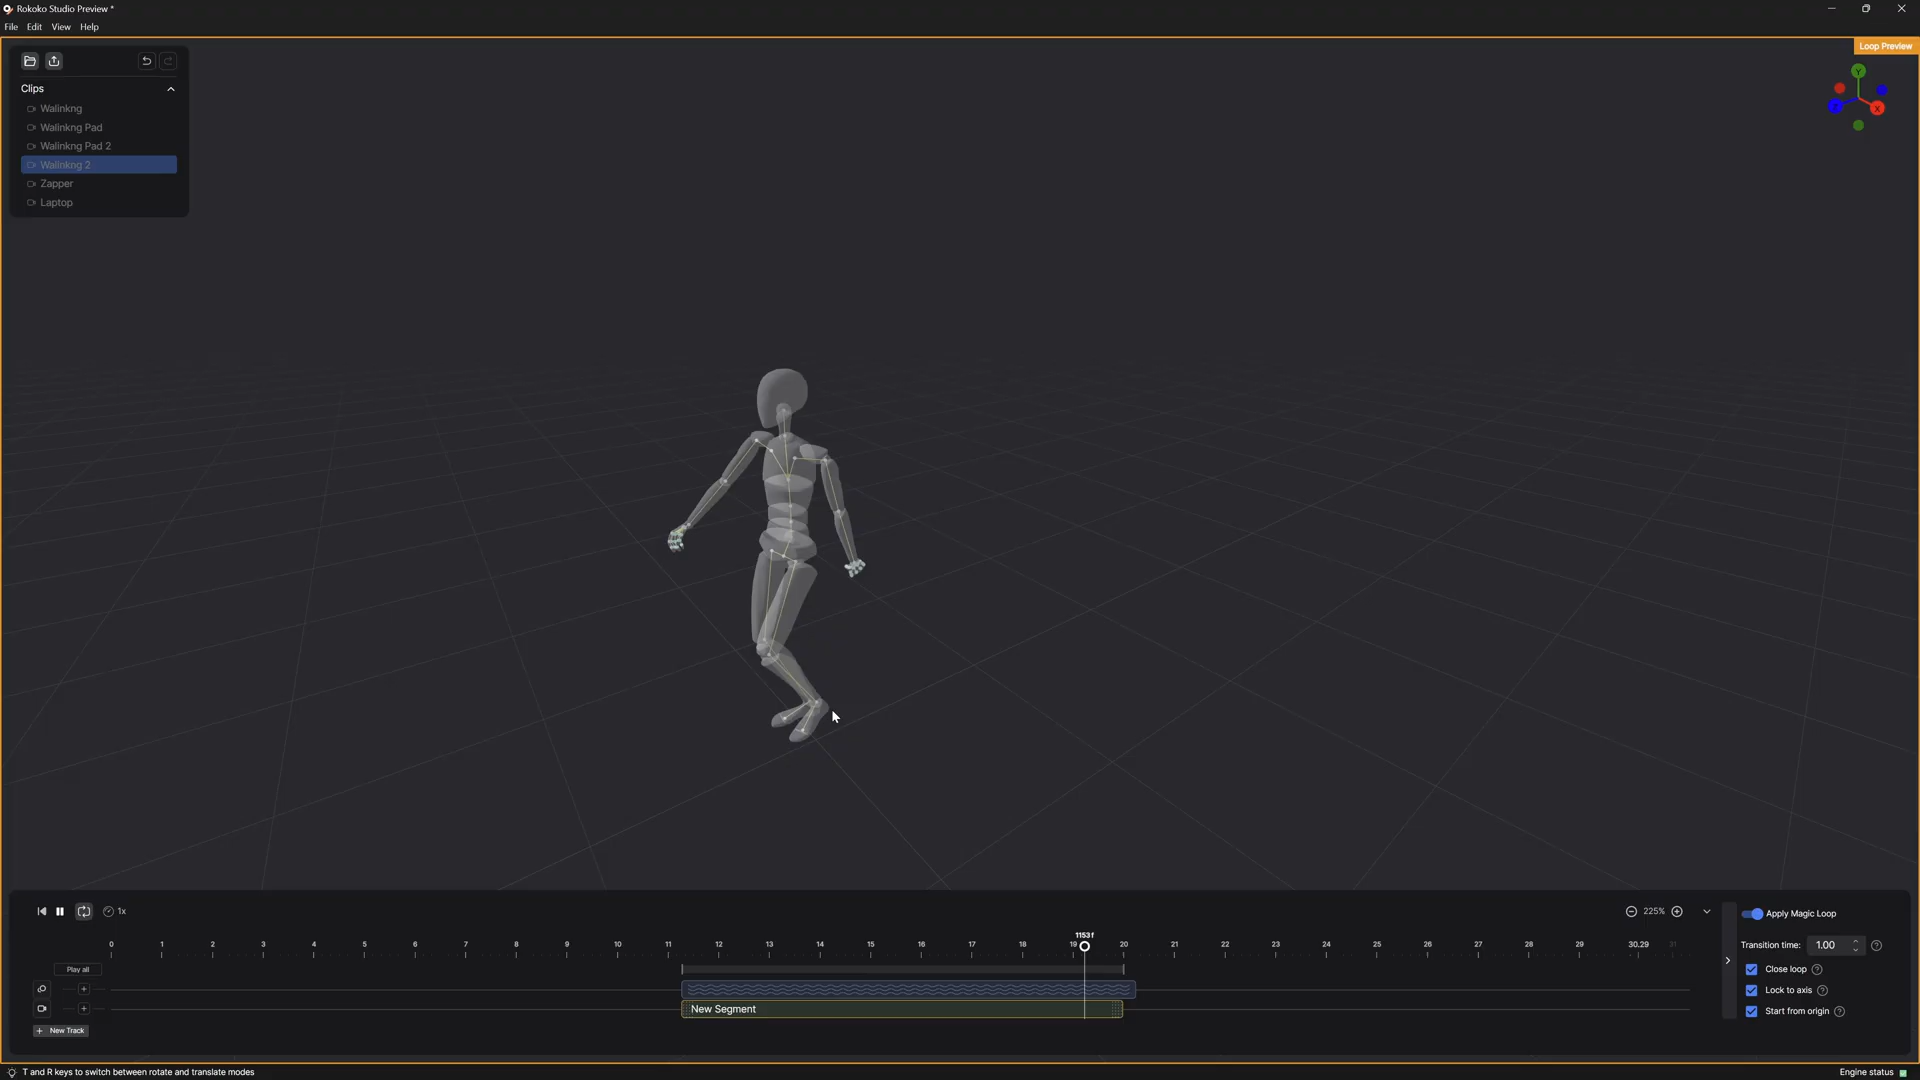 Rokoko Studio Preview *
File Edit View Help
Loop Preview
Clips
Walinkng
Walinkng Pad
Walinkng Pad 2
Walinkng 2
Zapper
Laptop
Y
X
1x
225%
Apply Magic Loop
1153 f
0 1 2 3 4 5 6 7 8 9 10 11 12 13 14 15 16 17 18 19 20 21 22 23 24 25 26 27 28 29 30.29 31
Transition time: 1.00
Play all
Close loop
Lock to axis
New Segment
Start from origin
New Track
T and R keys to switch between rotate and translate modes
Engine status